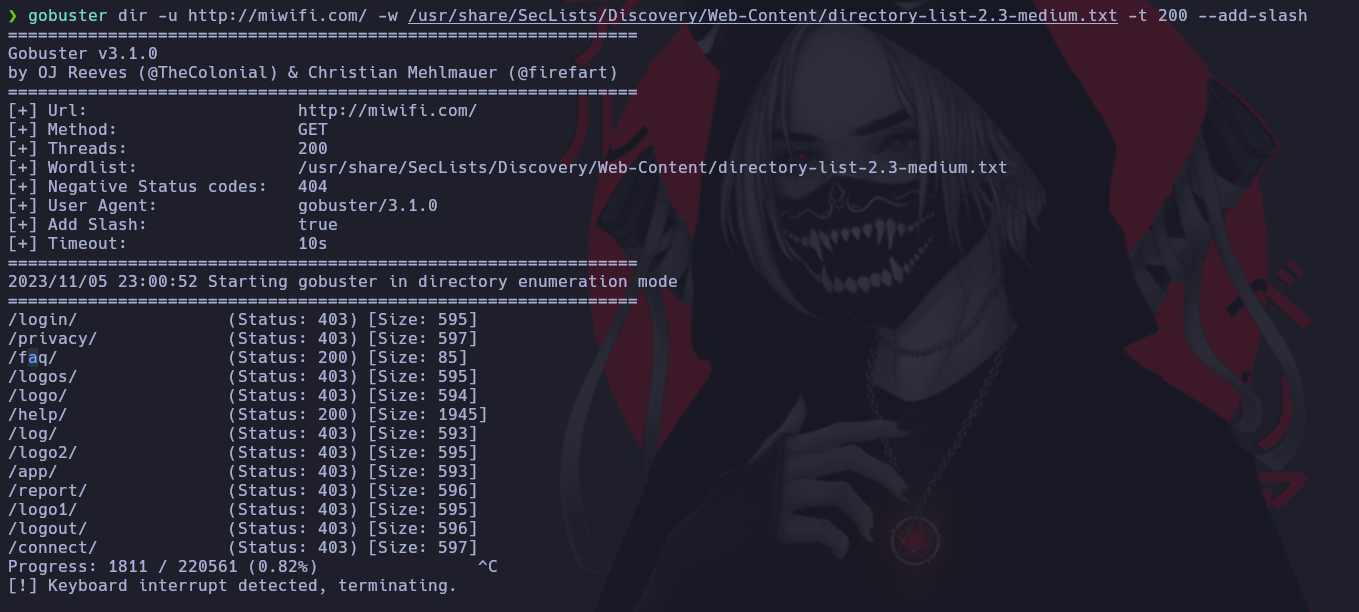 ❯ gobuster dir -u http://miwifi.com/ -w /usr/share/SecLists/Discovery/Web-Content/directory-list-2.3-medium.txt -t 200 --add-slash
===============================================================
Gobuster v3.1.0
by OJ Reeves (@TheColonial) & Christian Mehlmauer (@firefart)
===============================================================
[+] Url:                     http://miwifi.com/
[+] Method:                  GET
[+] Threads:                 200
[+] Wordlist:                /usr/share/SecLists/Discovery/Web-Content/directory-list-2.3-medium.txt
[+] Negative Status codes:   404
[+] User Agent:              gobuster/3.1.0
[+] Add Slash:               true
[+] Timeout:                 10s
===============================================================
2023/11/05 23:00:52 Starting gobuster in directory enumeration mode
===============================================================
/login/               (Status: 403) [Size: 595]
/privacy/             (Status: 403) [Size: 597]
/faq/                 (Status: 200) [Size: 85]
/logos/               (Status: 403) [Size: 595]
/logo/                (Status: 403) [Size: 594]
/help/                (Status: 200) [Size: 1945]
/log/                 (Status: 403) [Size: 593]
/logo2/               (Status: 403) [Size: 595]
/app/                 (Status: 403) [Size: 593]
/report/              (Status: 403) [Size: 596]
/logo1/               (Status: 403) [Size: 595]
/logout/              (Status: 403) [Size: 596]
/connect/             (Status: 403) [Size: 597]
Progress: 1811 / 220561 (0.82%)                ^C
[!] Keyboard interrupt detected, terminating.